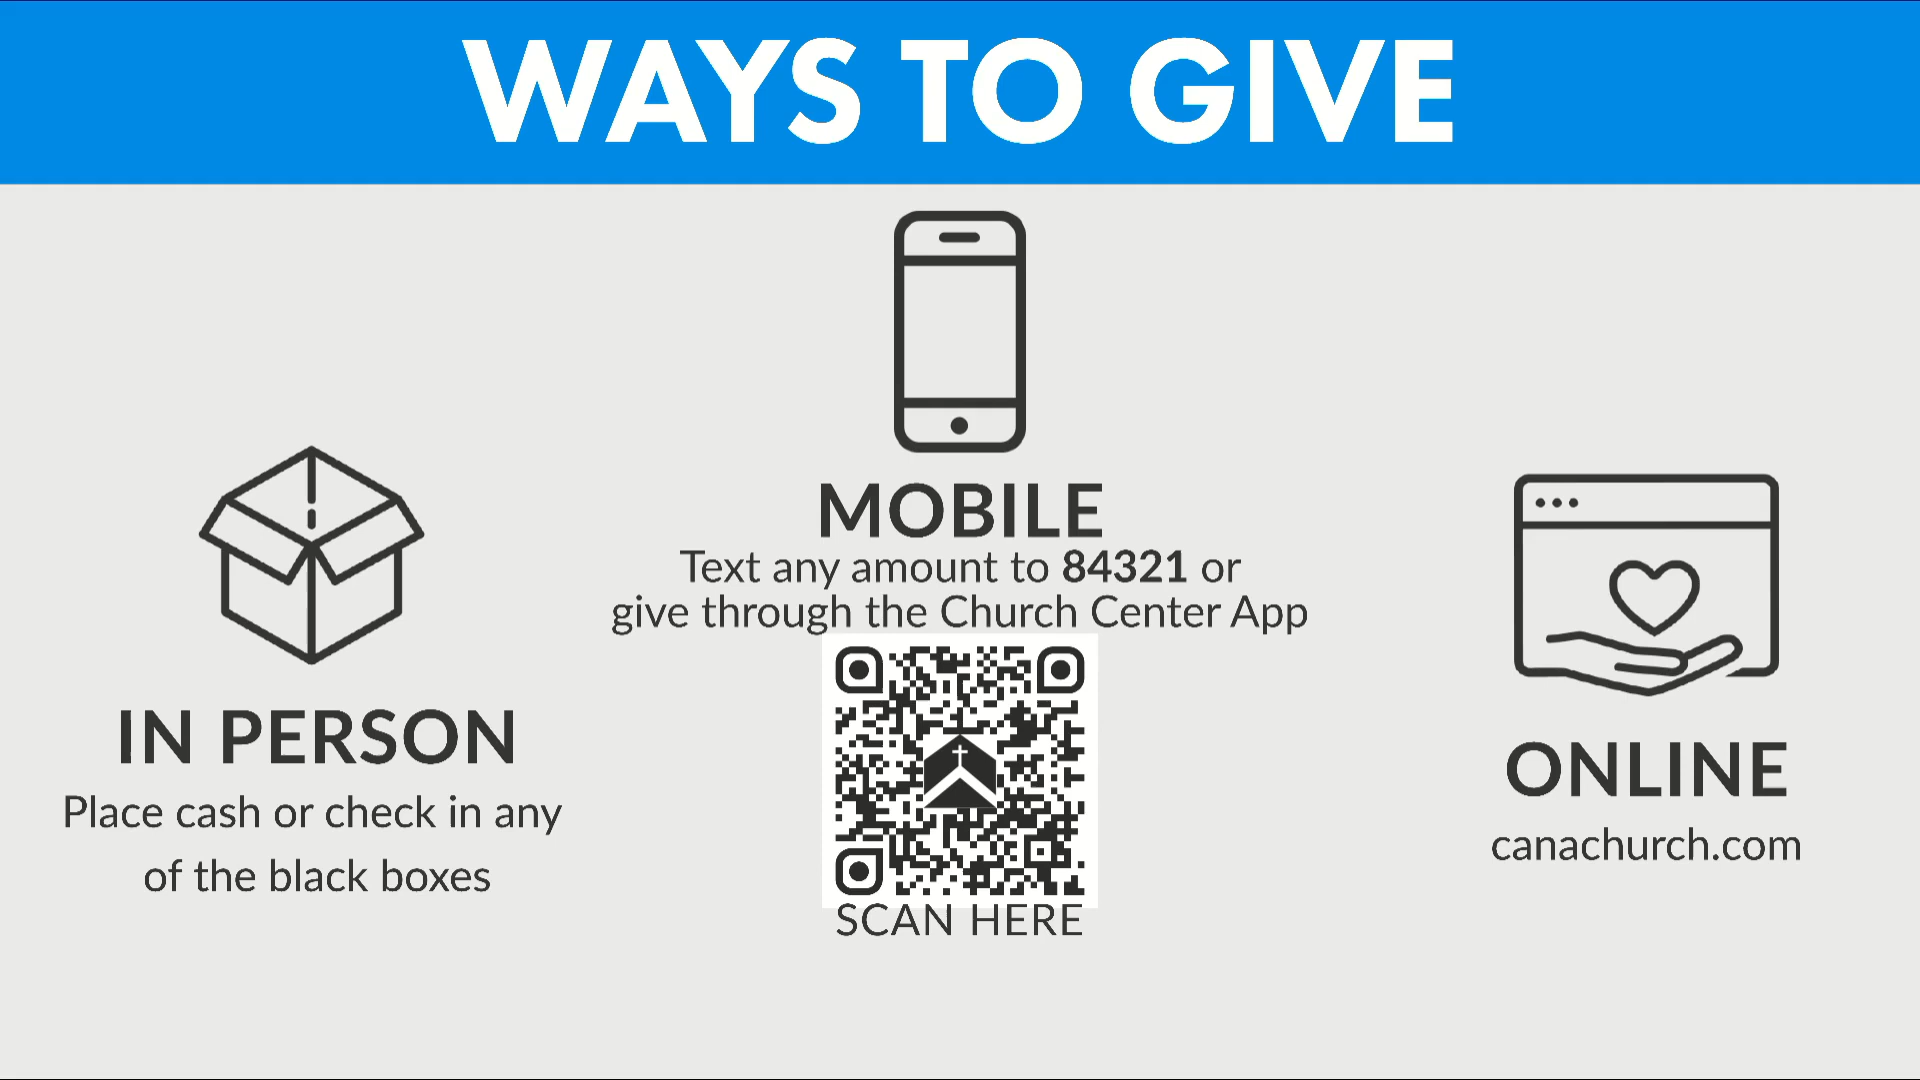 WAYS TO GIVE
IN PERSON
Place cash or check in any
of the black boxes
MOBILE
Text any amount to 84321 or
give through the Church Center App
SCAN HERE
ONLINE
canachurch.com